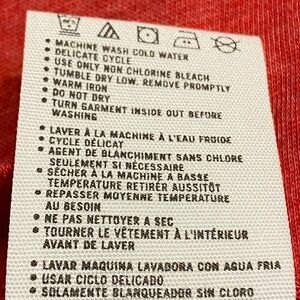 • MACHINE WASH COLD WATER
• DELICATE CYCLE
• USE ONLY NON CHLORINE BLEACH
• TUMBLE DRY LOW. REMOVE PROMPTLY
• WARM IRON
• DO NOT DRY
• TURN GARMENT INSIDE OUT BEFORE
WASHING
• LAVER À LA MACHINE À L'EAU FROIDE
• CYCLE DÉLICAT
• AGENT DE BLANCHIMENT SANS CHLORE
SEULEMENT SI NÉCESSAIRE
• SÉCHER À LA MACHINE A BASSE
TEMPERATURE RETIRER AUSSITÔT
• REPASSER MOYENNE TEMPERATURE
AU BESOIN
• NE PAS NETTOYER A SEC
• TOURNER LE VÊTEMENT À L'INTÉRIEUR
AVANT DE LAVER
• LAVAR MAQUINA LAVADORA CON AGUA FRIA
• USAR CICLO DELICADO
• SOLAMENTE BLANQUEADOR SIN CLORO